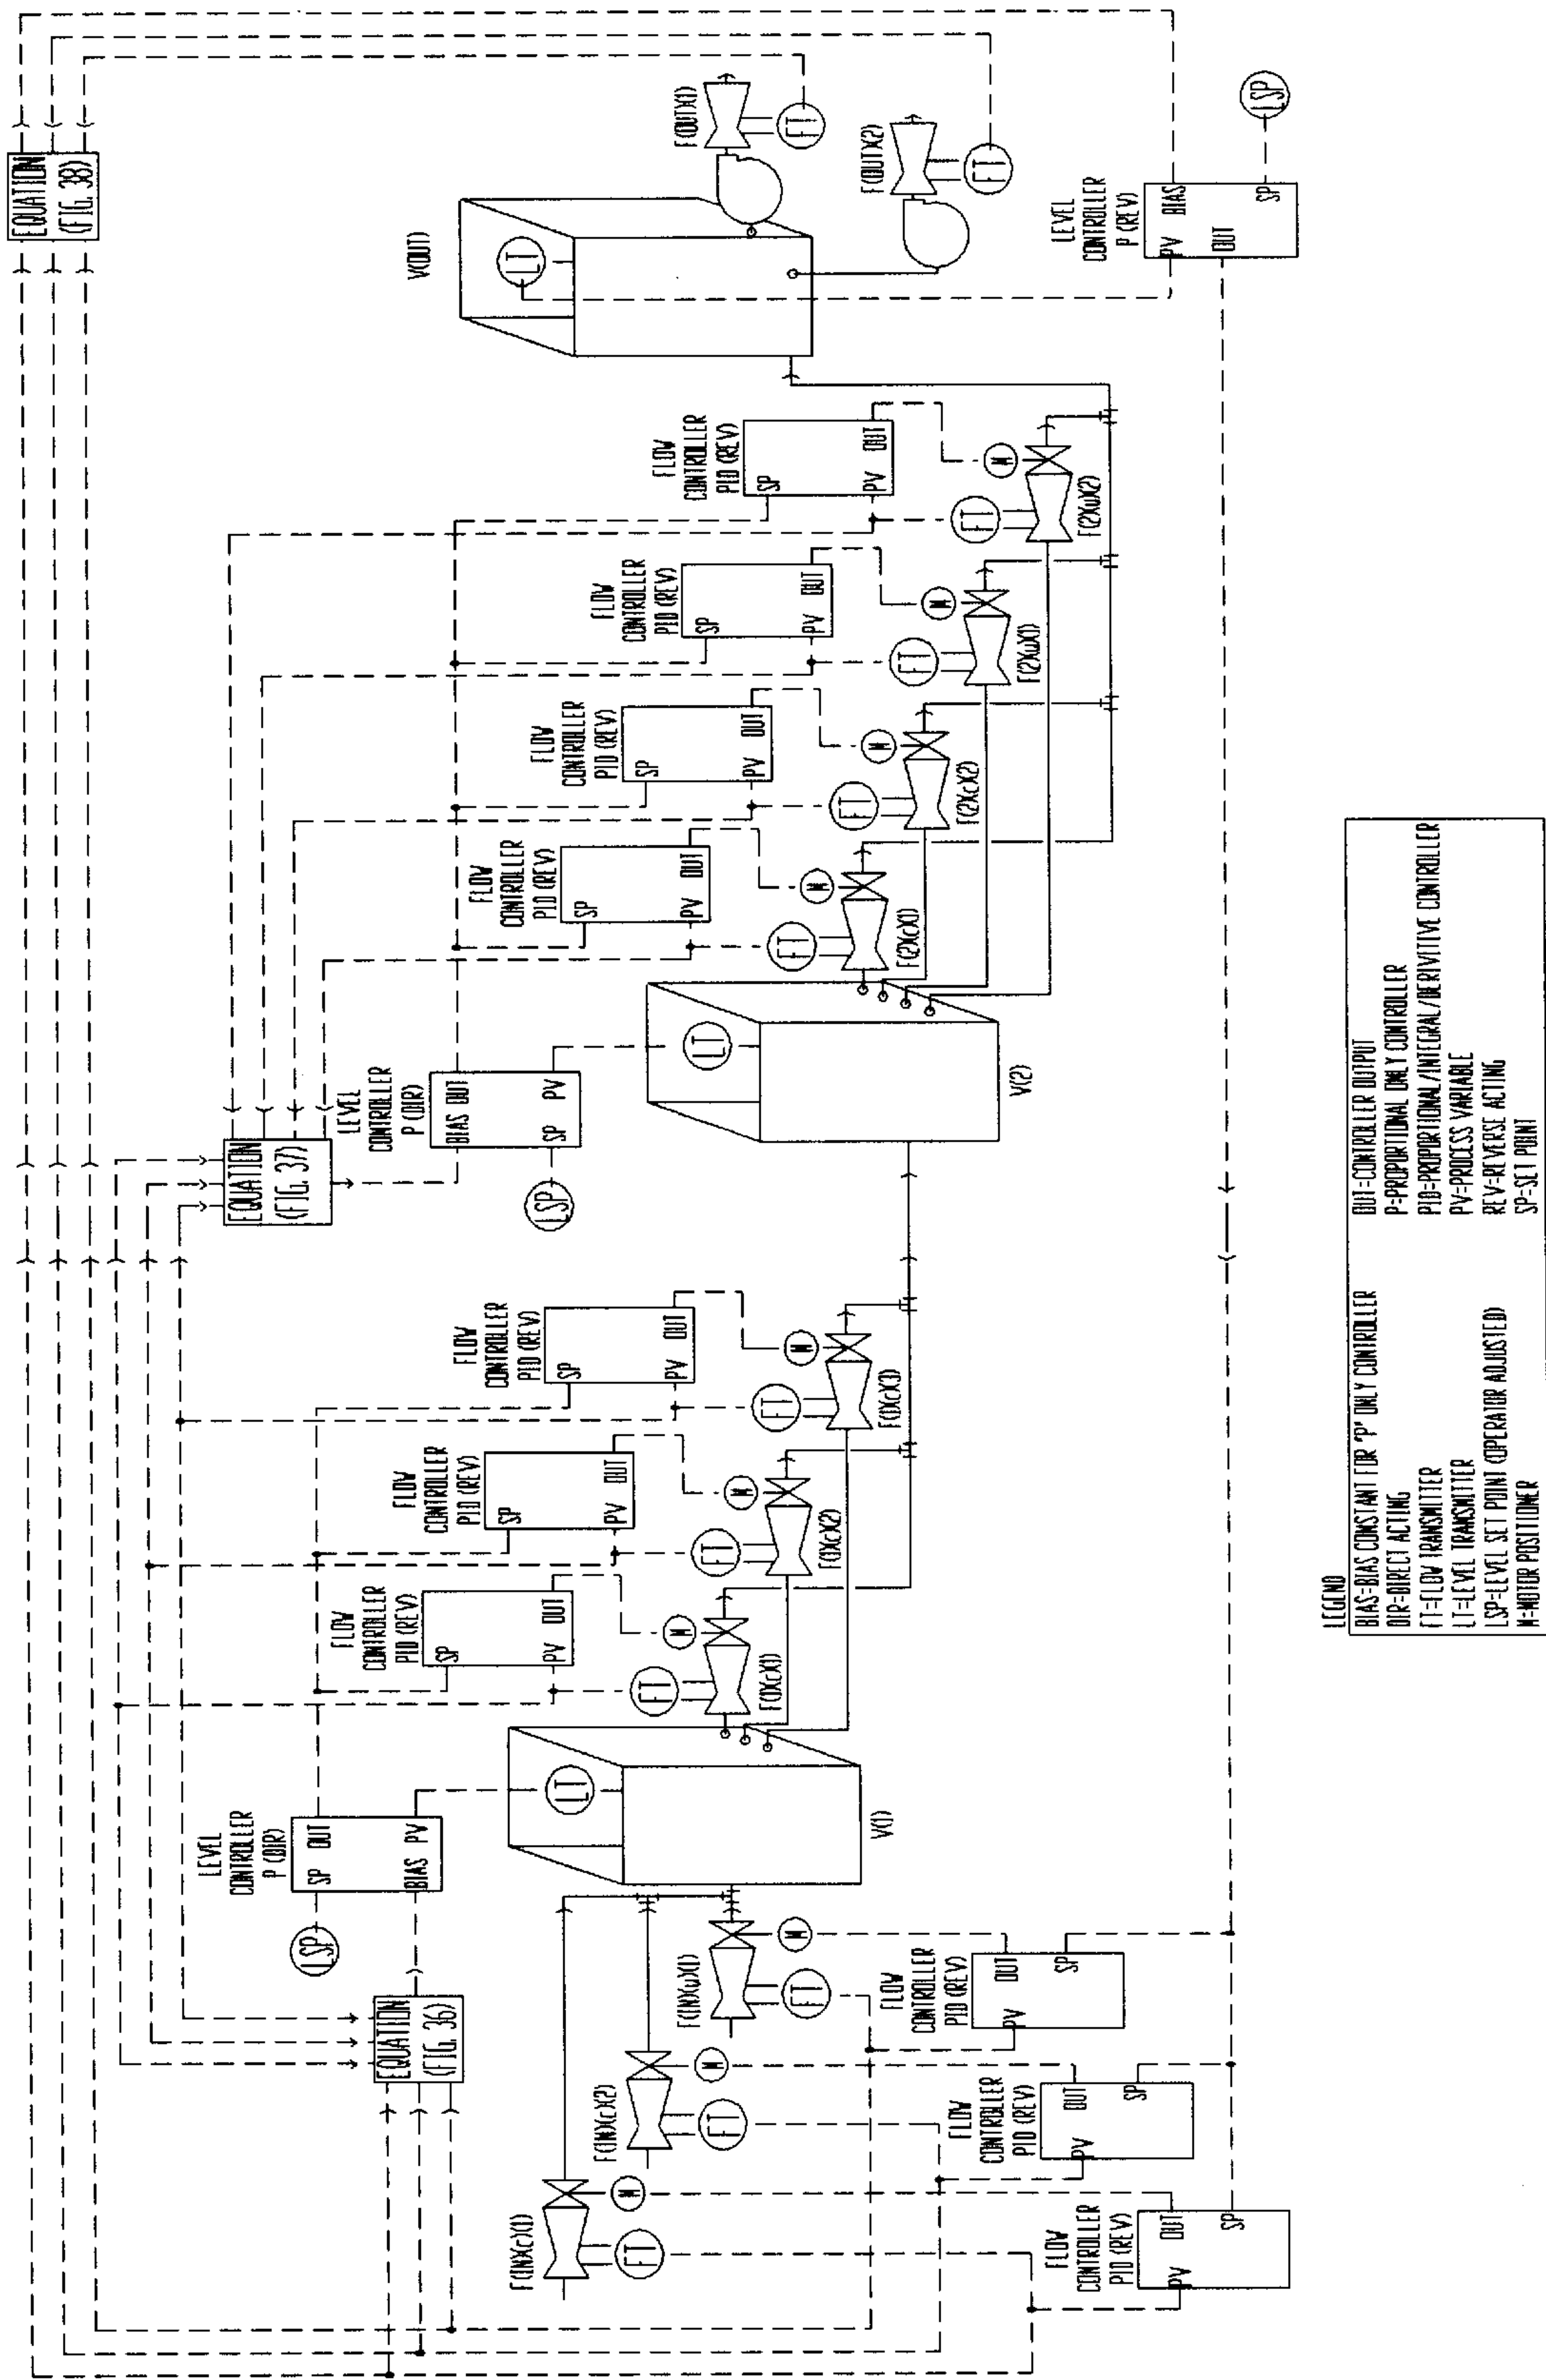 EQUATION
(FIG. 38)
V(OUT)
LT
F(OUT)(1)
FT
F(OUT)(2)
FT
LEVEL
CONTROLLER
P (REV)
PV BIAS
OUT
SP
LSP
FLOW
CONTROLLER
PID (REV)
SP
PV OUT
M
FT
F(2)(w)(2)
FLOW
CONTROLLER
PID (REV)
SP
PV OUT
M
FT
F(2)(w)(1)
FLOW
CONTROLLER
PID (REV)
SP
PV OUT
M
FT
F(2)(c)(2)
FLOW
CONTROLLER
PID (REV)
SP
PV OUT
M
FT
F(2)(c)(1)
EQUATION
(FIG. 37)
LEVEL
CONTROLLER
P (DIR)
BIAS OUT
SP PV
LSP
LT
V(2)
FLOW
CONTROLLER
PID (REV)
SP
PV OUT
M
FT
F(1)(c)(3)
FLOW
CONTROLLER
PID (REV)
SP
PV OUT
M
FT
F(1)(c)(2)
FLOW
CONTROLLER
PID (REV)
SP
PV OUT
M
FT
F(1)(c)(1)
LEVEL
CONTROLLER
P (DIR)
SP OUT
BIAS PV
LSP
LT
V(1)
EQUATION
(FIG. 36)
F(IN)(w)(1)
M
FT
FLOW
CONTROLLER
PID (REV)
OUT
PV SP
F(IN)(c)(2)
M
FT
FLOW
CONTROLLER
PID (REV)
OUT
PV SP
F(IN)(c)(1)
M
FT
FLOW
CONTROLLER
PID (REV)
OUT
PV SP
LEGEND
BIAS=BIAS CONSTANT FOR "P" ONLY CONTROLLER
DIR=DIRECT ACTING
FT=FLOW TRANSMITTER
LT=LEVEL TRANSMITTER
LSP=LEVEL SET POINT (OPERATOR ADJUSTED)
M=MOTOR POSITIONER
OUT=CONTROLLER OUTPUT
P=PROPORTIONAL ONLY CONTROLLER
PID=PROPORTIONAL/INTEGRAL/DERIVITIVE CONTROLLER
PV=PROCESS VARIABLE
REV=REVERSE ACTING
SP=SET POINT